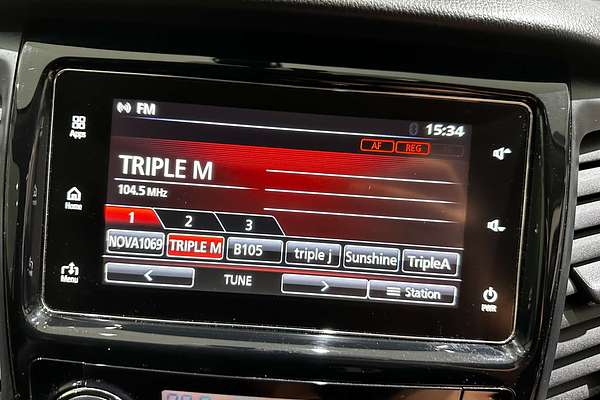 FM
15:34
Apps
AF REG
TRIPLE M
104.5 MHz
Home
1 2 3
NOVA1069 TRIPLE M B105 triple j Sunshine TripleA
Menu
< TUNE > Station
PWR